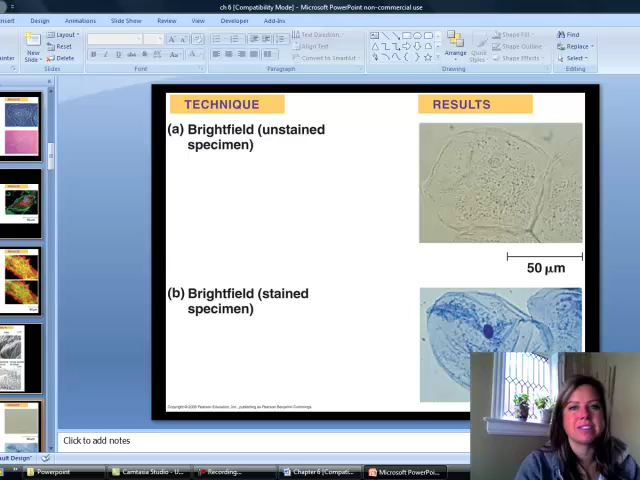 ch 6 [Compatibility Mode] - Microsoft PowerPoint non-commercial use
Insert Design Animations Slide Show Review View Developer Add-Ins
Layout
Reset
Delete
New
Slide
Text Direction
Align Text
Convert to SmartArt
Arrange
Quick
Styles
Shape Fill
Shape Outline
Shape Effects
Find
Replace
Select
Slides Font Paragraph Drawing Editing
TECHNIQUE RESULTS
(a) Brightfield (unstained
specimen)
50 μm
(b) Brightfield (stained
specimen)
Copyright © 2008 Pearson Education, Inc., publishing as Pearson Benjamin Cummings.
Click to add notes
Powerpoint Camtasia Studio - U... Recording... Chapter 6 [Compati... Microsoft PowerPoi...